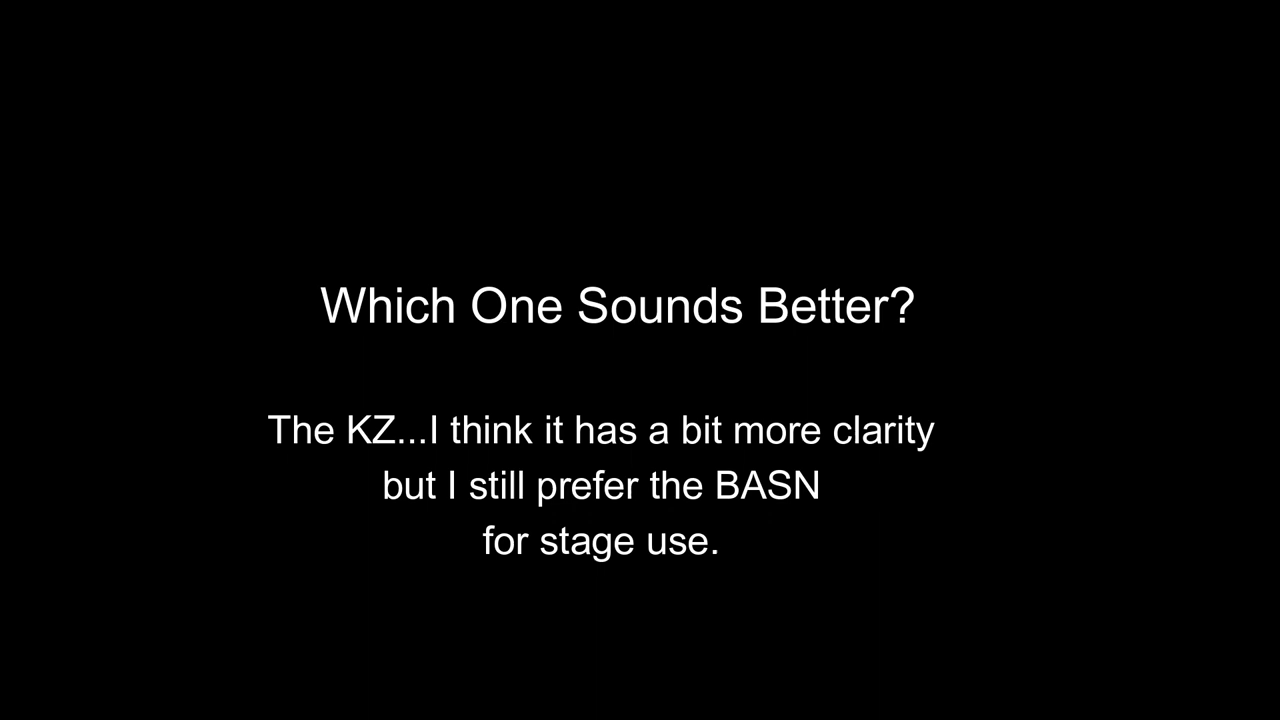 Which One Sounds Better?
The KZ...I think it has a bit more clarity
but I still prefer the BASN
for stage use.